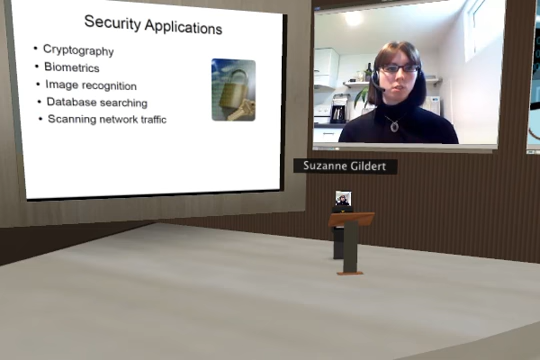 Security Applications
• Cryptography
• Biometrics
• Image recognition
• Database searching
• Scanning network traffic
Suzanne Gildert